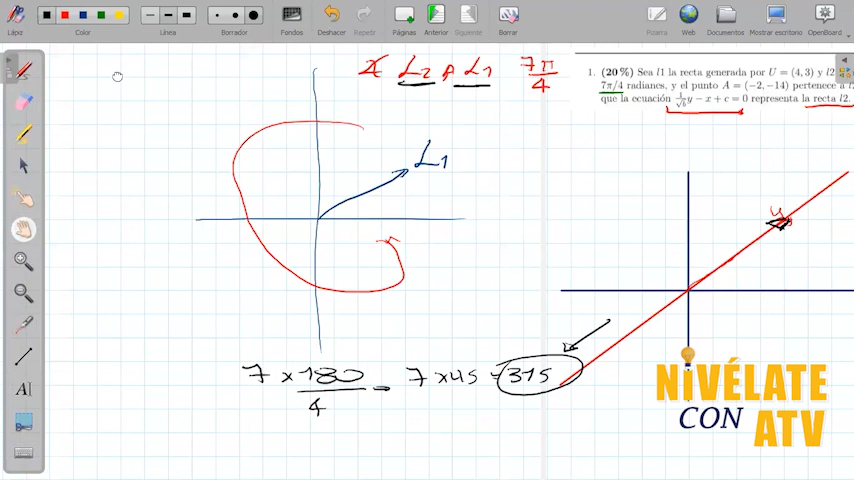 Lápiz
Color
Línea
Borrador
Fondos
Deshacer
Rehacer
Páginas
Anterior
Siguiente
Borrar
Pizarra
Web
Documentos
Mostrar escritorio
OpenBoard
∡ L2 A L1 7π/4
1. (20 %) Sea l1 la recta generada por U = (4, 3) y l2
7π/4 radianes, y el punto A = (−2, −14) pertenece a l2
que la ecuación 1/√b y − x + c = 0 representa la recta l2.
L1
U
7 × 180/4 = 7 × 45 = 315
NIVÉLATE
CON
ATV